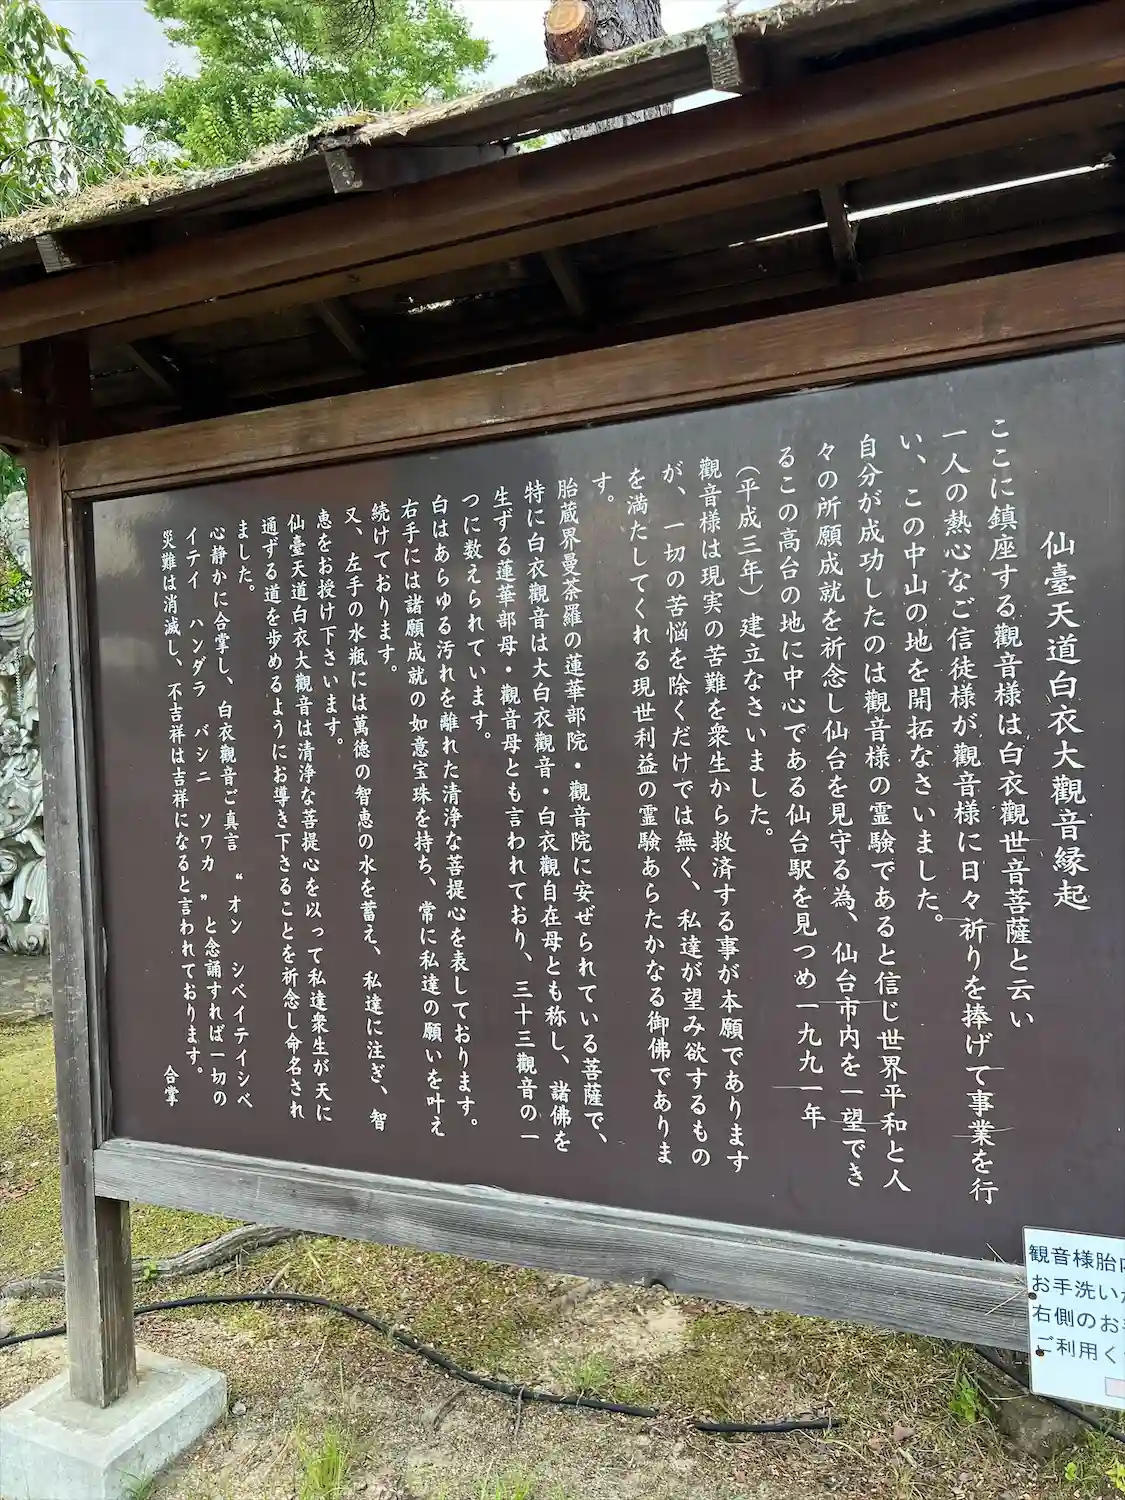 仙臺天道白衣大觀音縁起
ここに鎮座する觀音様は白衣觀世音菩薩と云い
一人の熱心なご信徒様が觀音様に日々祈りを捧げて事業を行
い、この中山の地を開拓なさいました。
自分が成功したのは觀音様の霊験であると信じ世界平和と人
々の所願成就を祈念し仙台を見守る為、仙台市内を一望でき
るこの高台の地に中心である仙台駅を見つめ一九九一年
（平成三年）建立なさいました。
觀音様は現実の苦難を衆生から救済する事が本願であります
が、一切の苦悩を除くだけでは無く、私達が望み欲するもの
を満たしてくれる現世利益の霊験あらたかなる御佛でありま
す。
胎蔵界曼荼羅の蓮華部院・觀音院に安ぜられている菩薩で、
特に白衣觀音は大白衣觀音・白衣觀自在母とも称し、諸佛を
生ずる蓮華部母・觀音母とも言われており、三十三觀音の一
つに数えられています。
白はあらゆる汚れを離れた清浄な菩提心を表しております。
右手には諸願成就の如意宝珠を持ち、常に私達の願いを叶え
続けております。
又、左手の水瓶には萬徳の智恵の水を蓄え、私達に注ぎ、智
恵をお授け下さいます。
仙臺天道白衣大觀音は清浄な菩提心を以って私達衆生が天に
通ずる道を歩めるようにお導き下さることを祈念し命名され
ました。
心静かに合掌し、白衣觀音ご真言 “オン シベイテイシベ
イテイ ハンダラ バシニ ソワカ ”と念誦すれば一切の
災難は消滅し、不吉祥は吉祥になると言われております。
合掌
観音様胎
お手洗い
右側のお
ご利用く